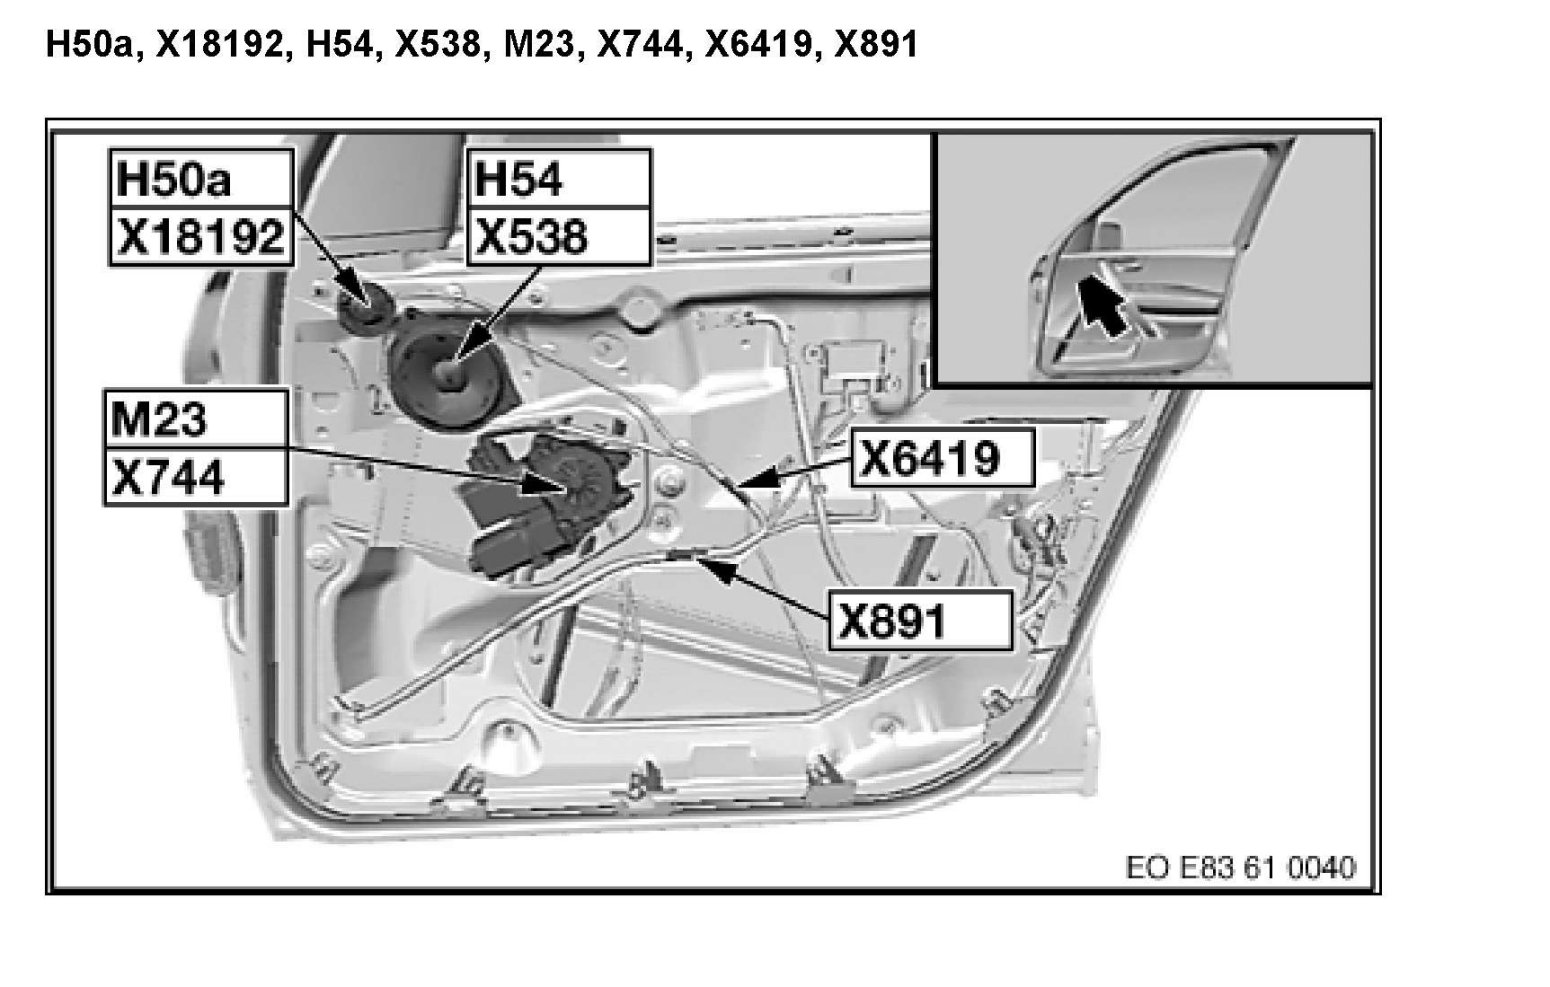 H50a, X18192, H54, X538, M23, X744, X6419, X891
H50a
X18192
H54
X538
M23
X744
X6419
X891
EO E83 61 0040